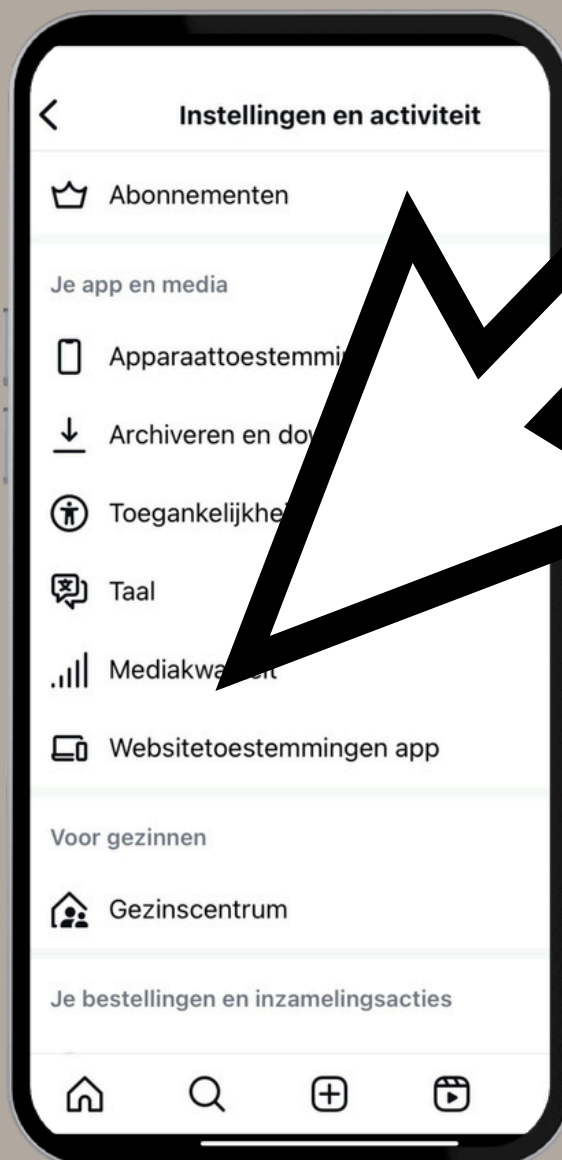 Instellingen en activiteit
Abonnementen
Je app en media
Archiveren en
Taal
Mediakwaliteit
Websitetoestemmingen app
Voor gezinnen
Gezinscentrum
Je bestellingen en inzamelingsacties